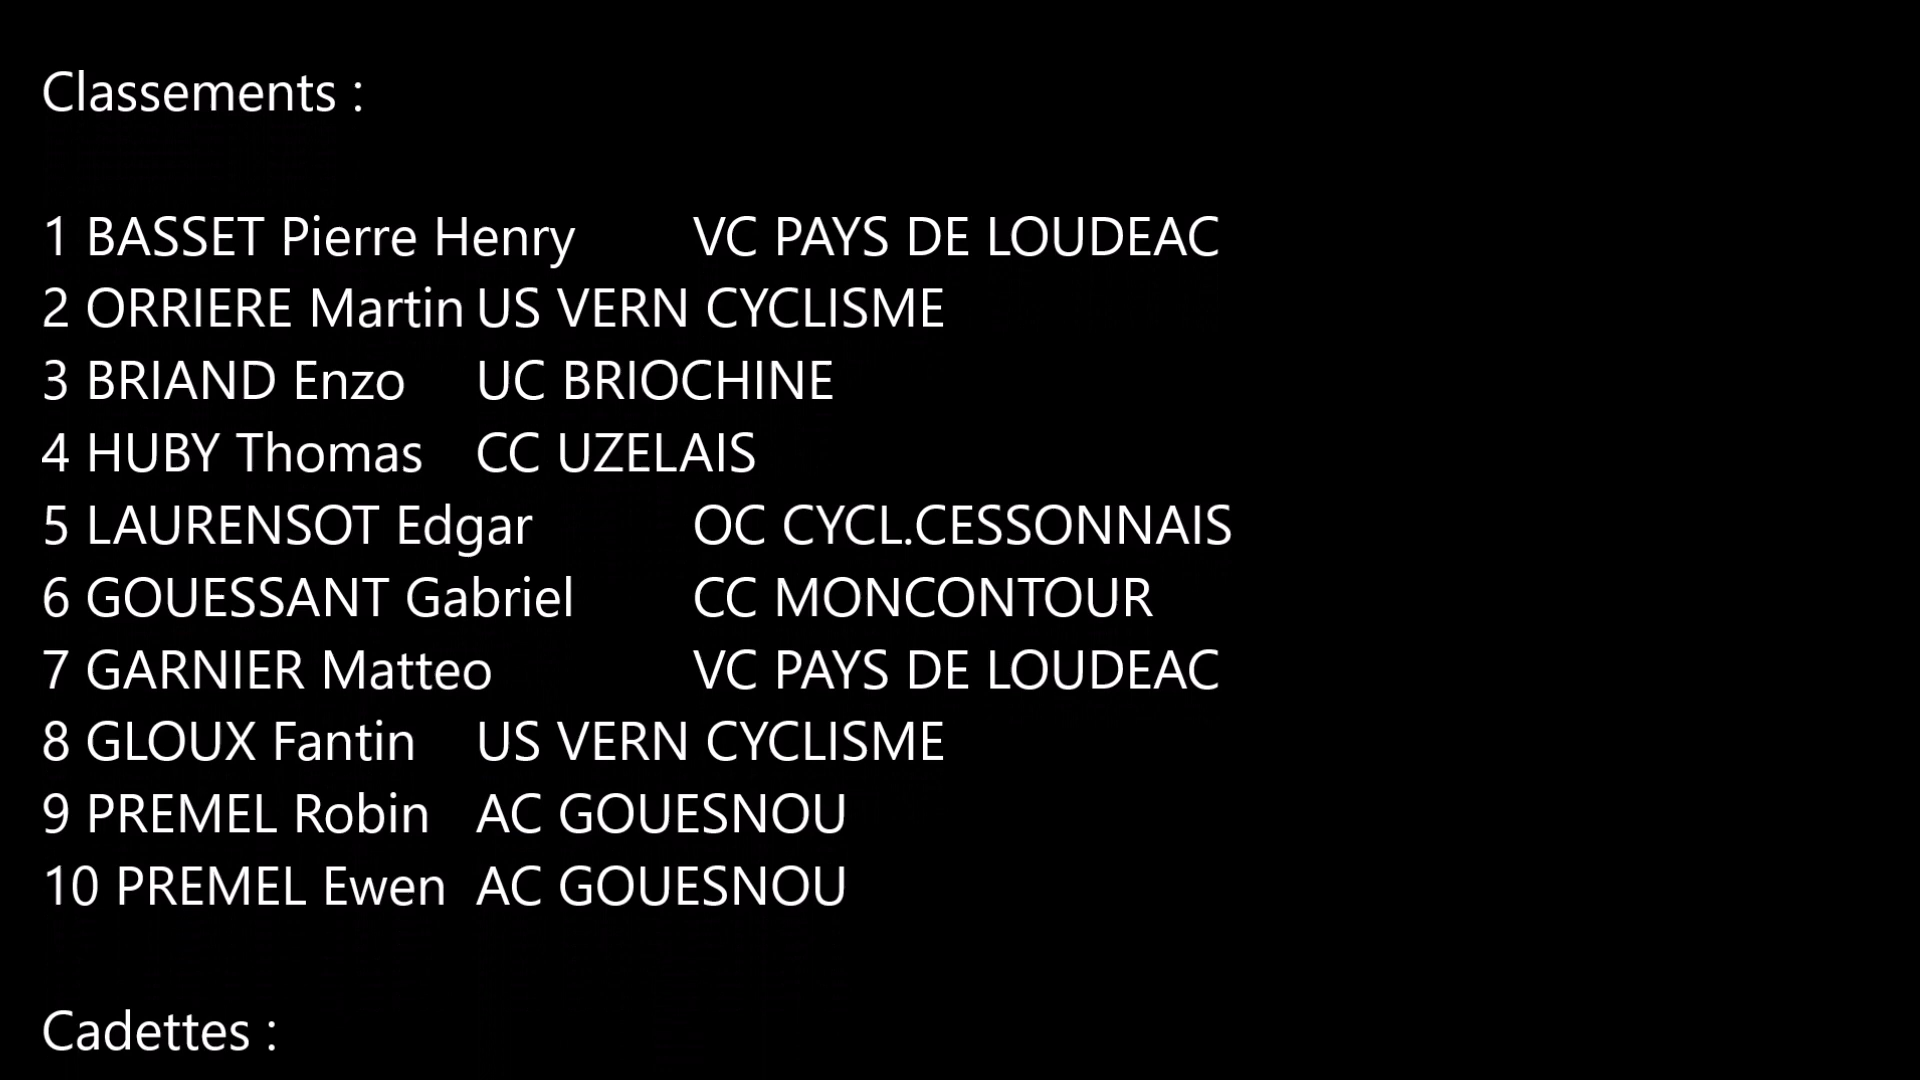 Classements :
1 BASSET Pierre Henry VC PAYS DE LOUDEAC
2 ORRIERE Martin US VERN CYCLISME
3 BRIAND Enzo UC BRIOCHINE
4 HUBY Thomas CC UZELAIS
5 LAURENSOT Edgar OC CYCL.CESSONNAIS
6 GOUESSANT Gabriel CC MONCONTOUR
7 GARNIER Matteo VC PAYS DE LOUDEAC
8 GLOUX Fantin US VERN CYCLISME
9 PREMEL Robin AC GOUESNOU
10 PREMEL Ewen AC GOUESNOU
Cadettes :